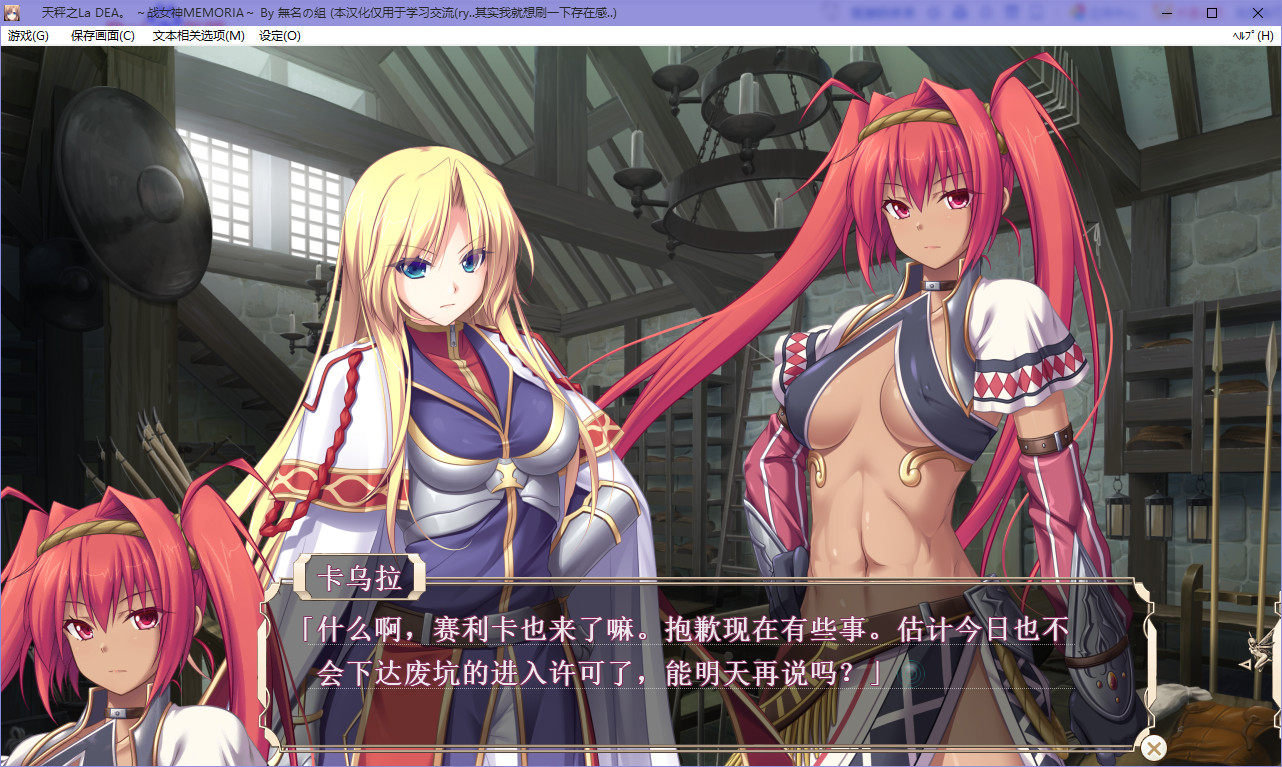 天秤之La DEA。 ～战女神MEMORIA～ By 無名の組 (本汉化仅用于学习交流(ry..其实我就想刷一下存在感..)
游戏(G) 保存画面(C) 文本相关选项(M) 设定(O) ﾍﾙﾌﾟ(H)
卡乌拉
「什么啊，赛利卡也来了嘛。抱歉现在有些事。估计今日也不
会下达废坑的进入许可了，能明天再说吗？」